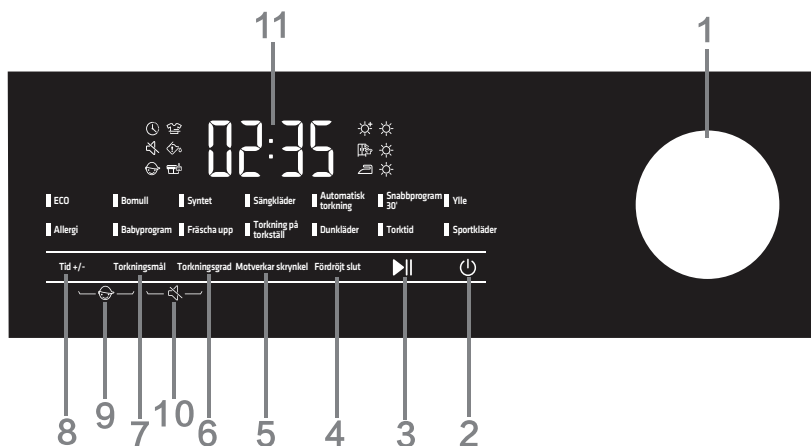 11
1
02:35
ECO
Bomull
Syntet
Sängkläder
Automatisk
torkning
Snabbprogram
30'
Ylle
Allergi
Babyprogram
Fräscha upp
Torkning på
torkställ
Dunkläder
Torktid
Sportkläder
Tid +/-
Torkningsmål
Torkningsgrad
Motverkar skrynkel
Fördröjt slut
8
9
7
10
6
5
4
3
2